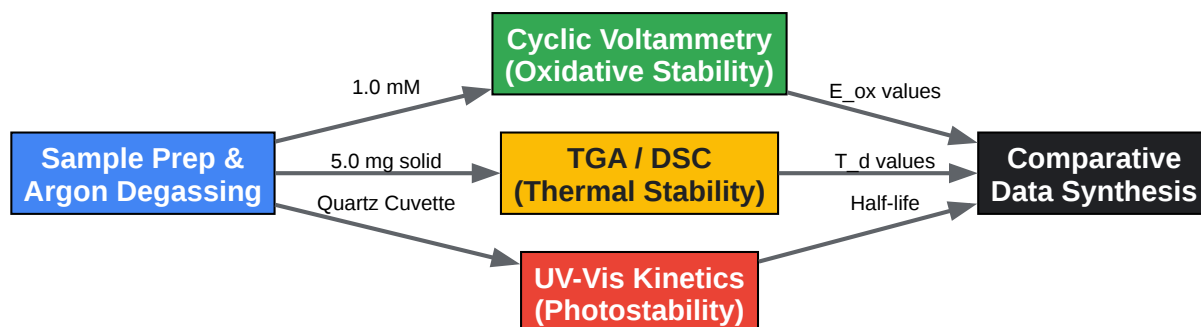 Cyclic Voltammetry
(Oxidative Stability)
1.0 mM
E_ox values
Sample Prep &
Argon Degassing
5.0 mg solid
TGA / DSC
(Thermal Stability)
T_d values
Comparative
Data Synthesis
Quartz Cuvette
Half-life
UV-Vis Kinetics
(Photostability)